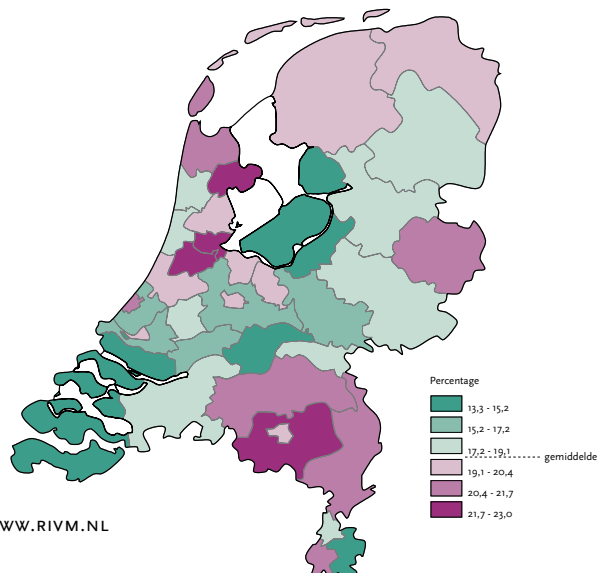 Percentage
13,3 - 15,2
15,2 - 17,2
17,2 - 19,1
gemiddelde
19,1 - 20,4
20,4 - 21,7
21,7 - 23,0
WW.RIVM.NL